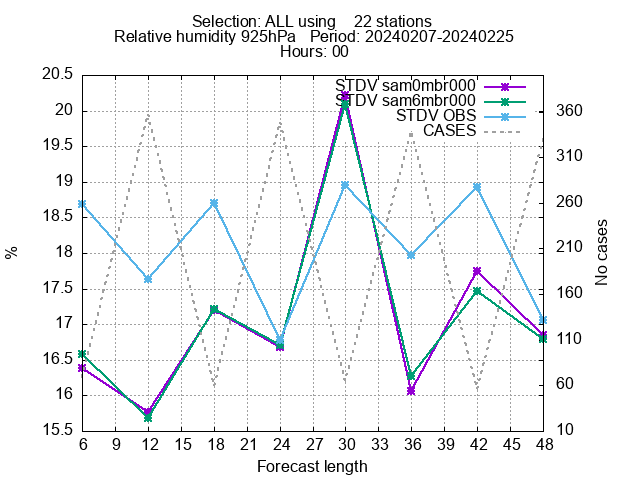 Selection: ALL using    22 stations
Relative humidity 925hPa   Period: 20240207-20240225
Hours: 00
STDV sam0mbr000
STDV sam6mbr000
STDV OBS
CASES
20.5
20
19.5
19
18.5
18
17.5
17
16.5
16
15.5
%
360
310
260
210
160
110
60
10
No cases
6 9 12 15 18 21 24 27 30 33 36 39 42 45 48
Forecast length